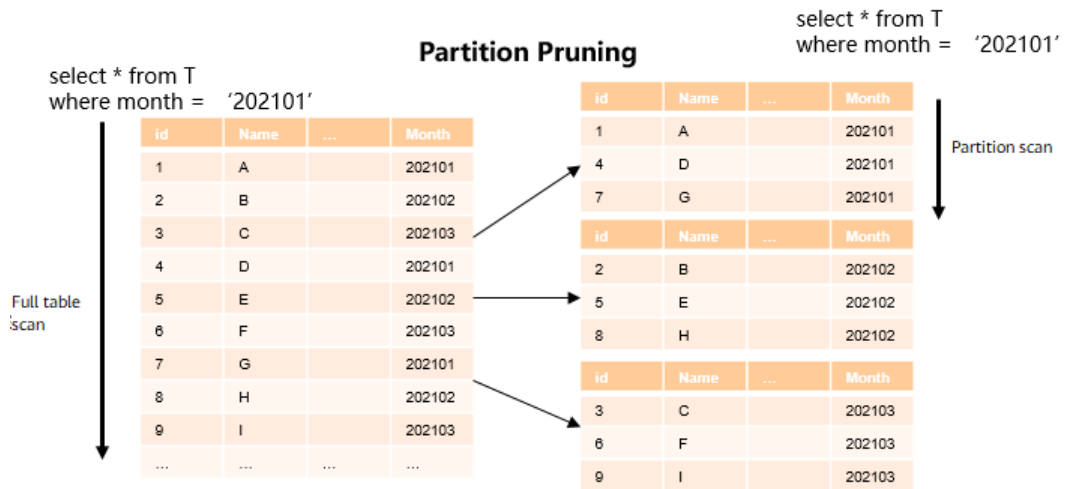 Partition Pruning
select * from T
where month = ‘202101’
id Name ... Month
1 A 202101
2 B 202102
3 C 202103
4 D 202101
5 E 202102
6 F 202103
7 G 202101
8 H 202102
9 I 202103
... ... ... ...
Full table
scan
select * from T
where month = ‘202101’
id Name ... Month
1 A 202101
4 D 202101
7 G 202101
Partition scan
id Name ... Month
2 B 202102
5 E 202102
8 H 202102
id Name ... Month
3 C 202103
6 F 202103
9 I 202103